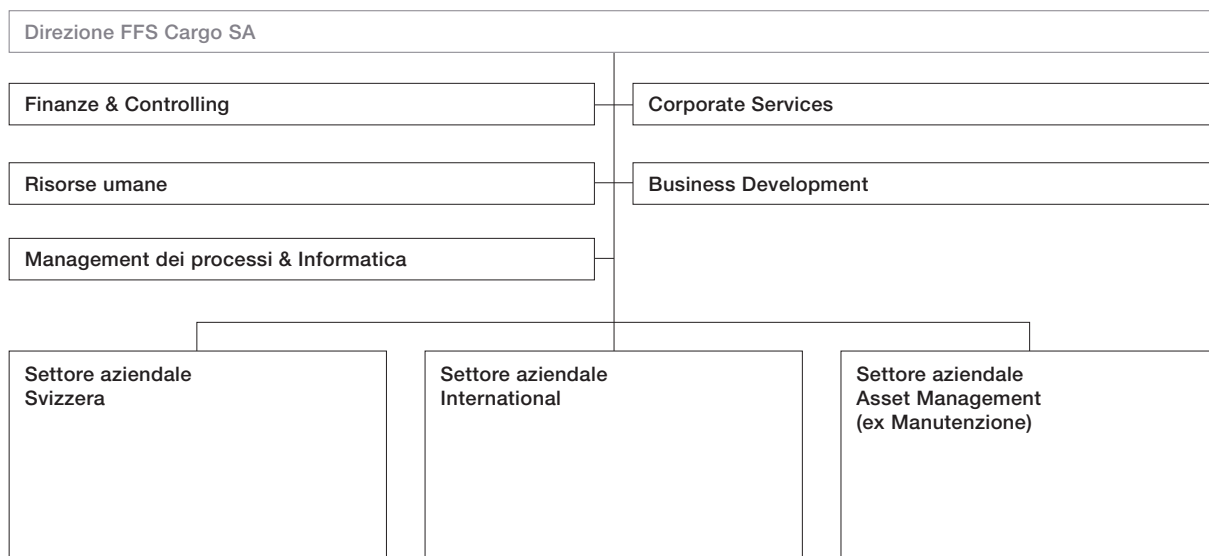 Direzione FFS Cargo SA
Finanze & Controlling
Corporate Services
Risorse umane
Business Development
Management dei processi & Informatica
Settore aziendale
Svizzera
Settore aziendale
International
Settore aziendale
Asset Management
(ex Manutenzione)